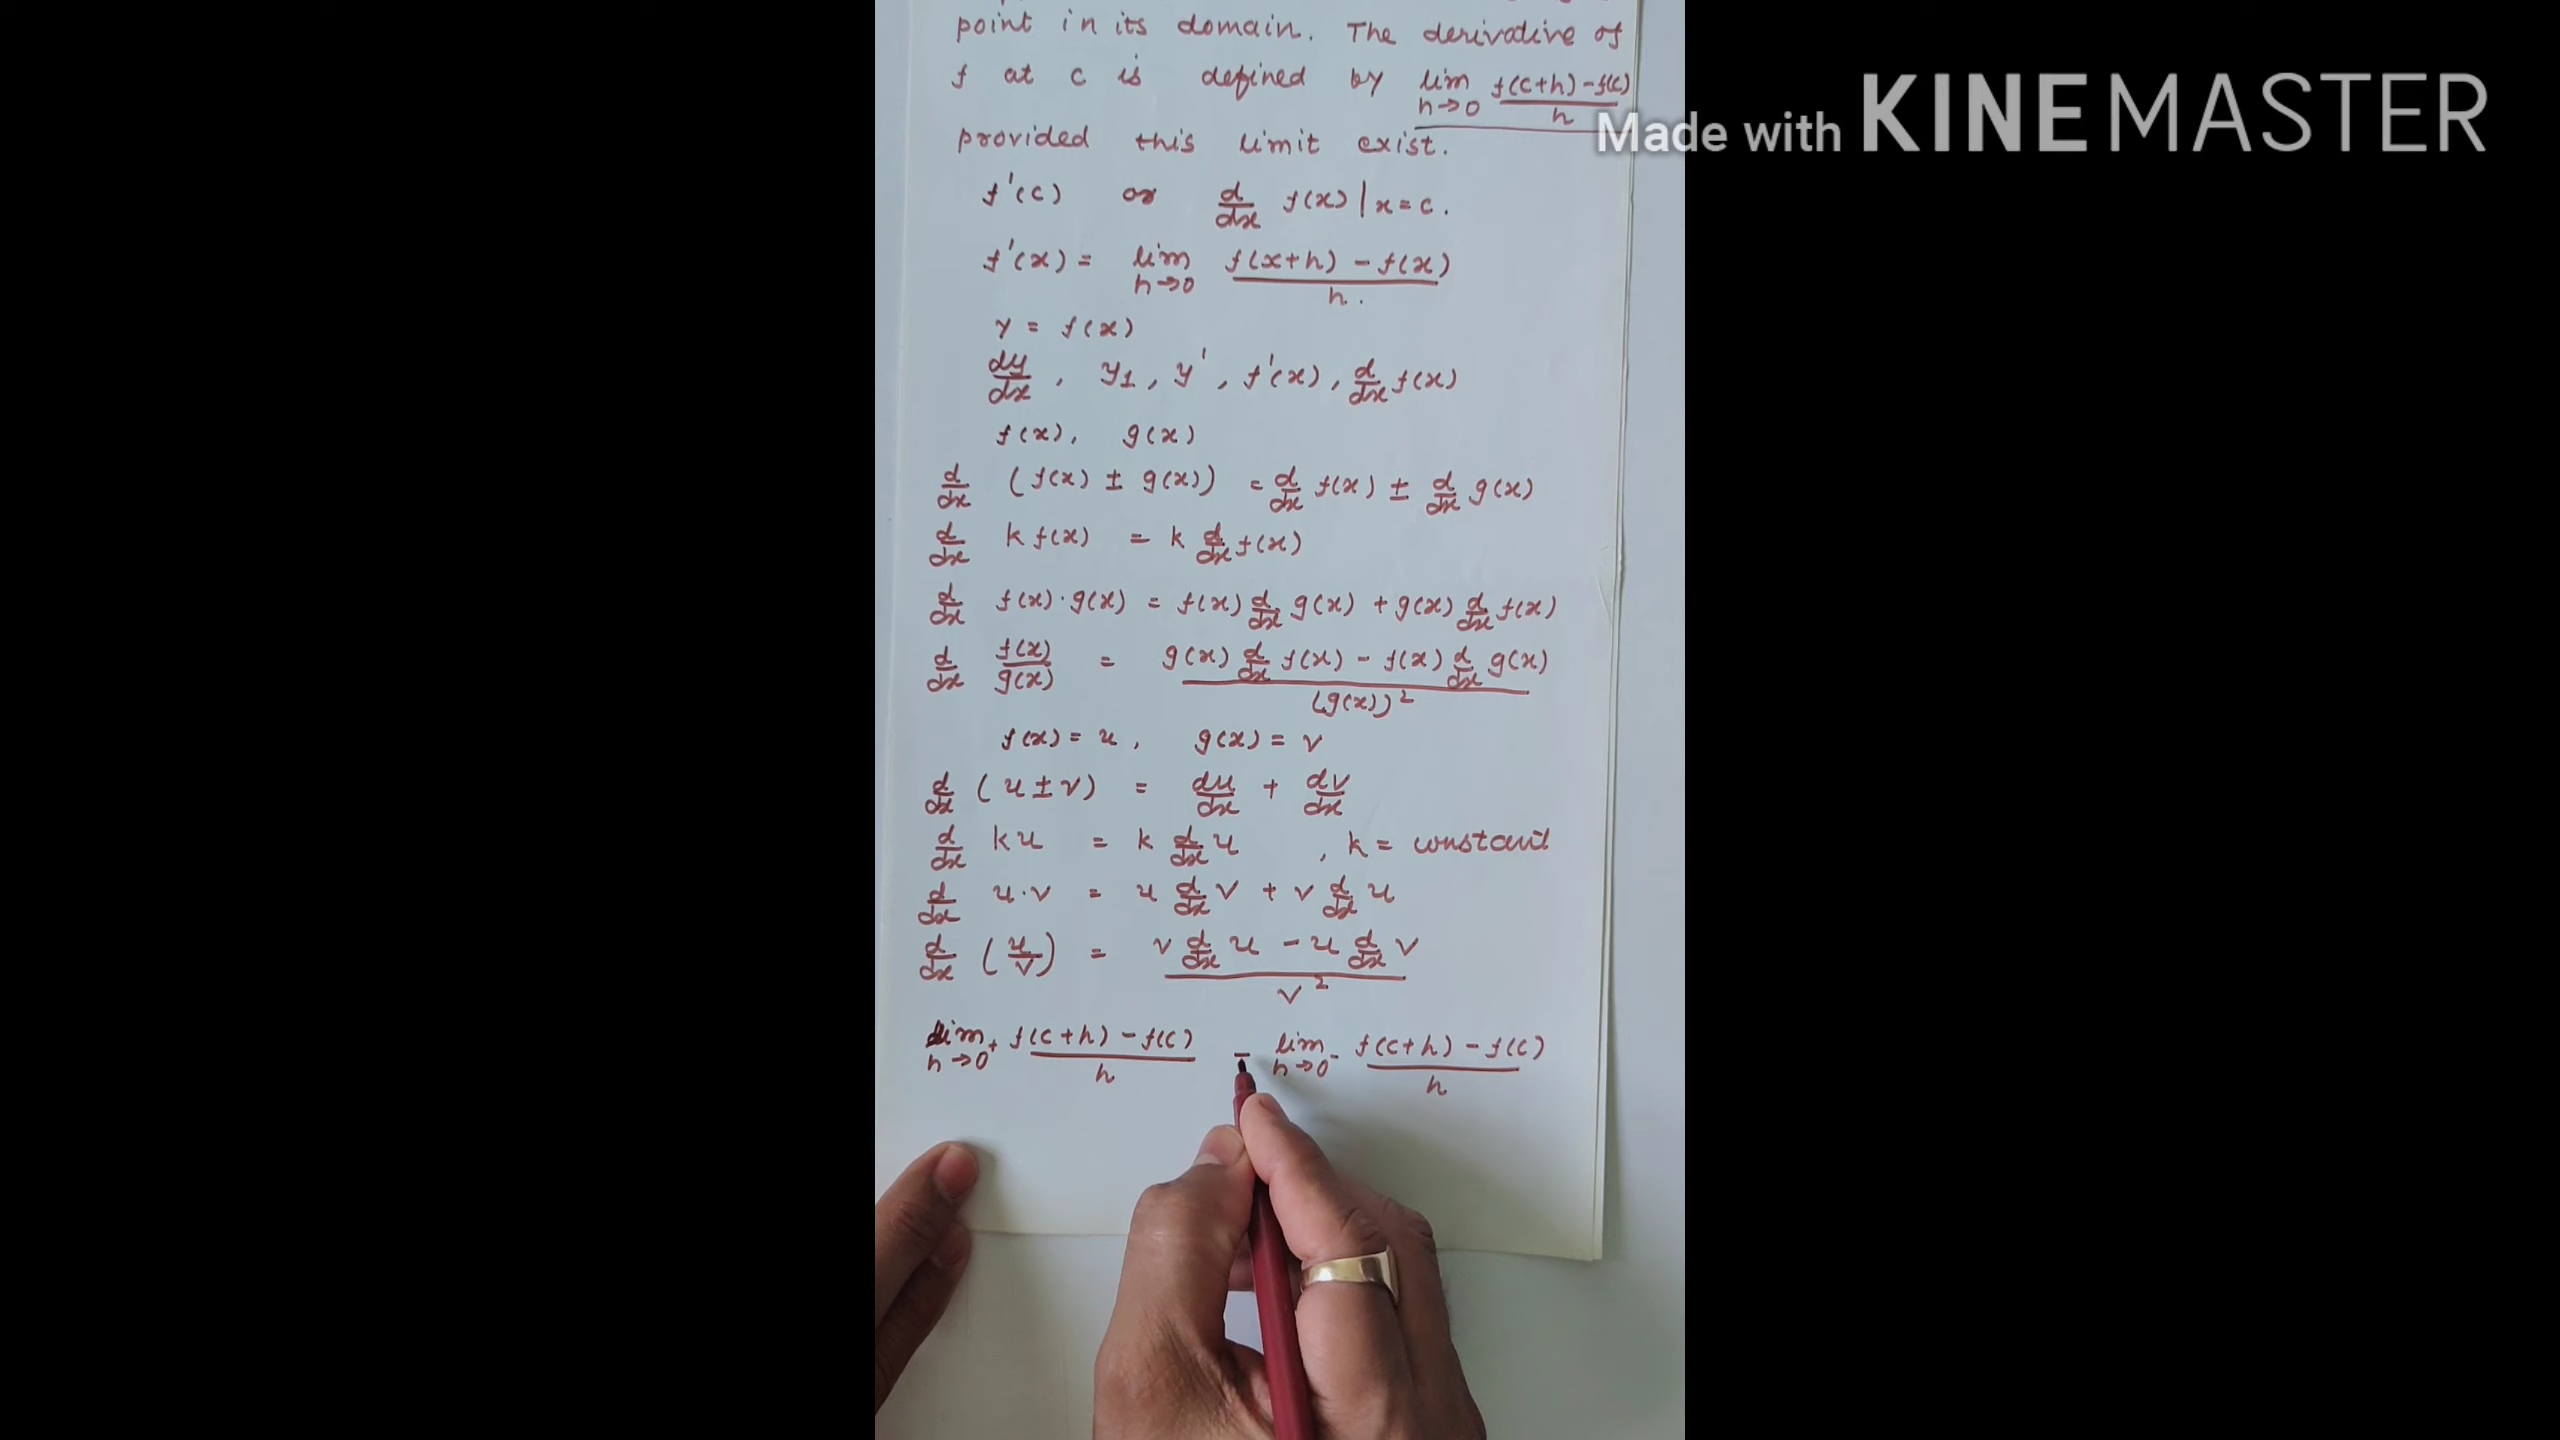 point in its domain. The derivative of
f at c is defined by lim h→0 f(c+h) - f(c) / h
Made with KINEMASTER
provided this limit exist.
f'(c) or d/dx f(x) | x = c.
f'(x) = lim h→0 f(x+h) - f(x) / h.
y = f(x)
dy/dx, y1, y', f'(x), d/dx f(x)
f(x), g(x)
d/dx (f(x) ± g(x)) = d/dx f(x) ± d/dx g(x)
d/dx k f(x) = k d/dx f(x)
d/dx f(x)·g(x) = f(x) d/dx g(x) + g(x) d/dx f(x)
d/dx f(x)/g(x) = g(x) d/dx f(x) - f(x) d/dx g(x) / (g(x))²
f(x) = u, g(x) = v
d/dx (u ± v) = du/dx + dv/dx
d/dx ku = k d/dx u, k = constant
d/dx u·v = u d/dx v + v d/dx u
d/dx (u/v) = v d/dx u - u d/dx v / v²
lim h→0⁺ f(c+h) - f(c) / h - lim h→0⁻ f(c+h) - f(c) / h